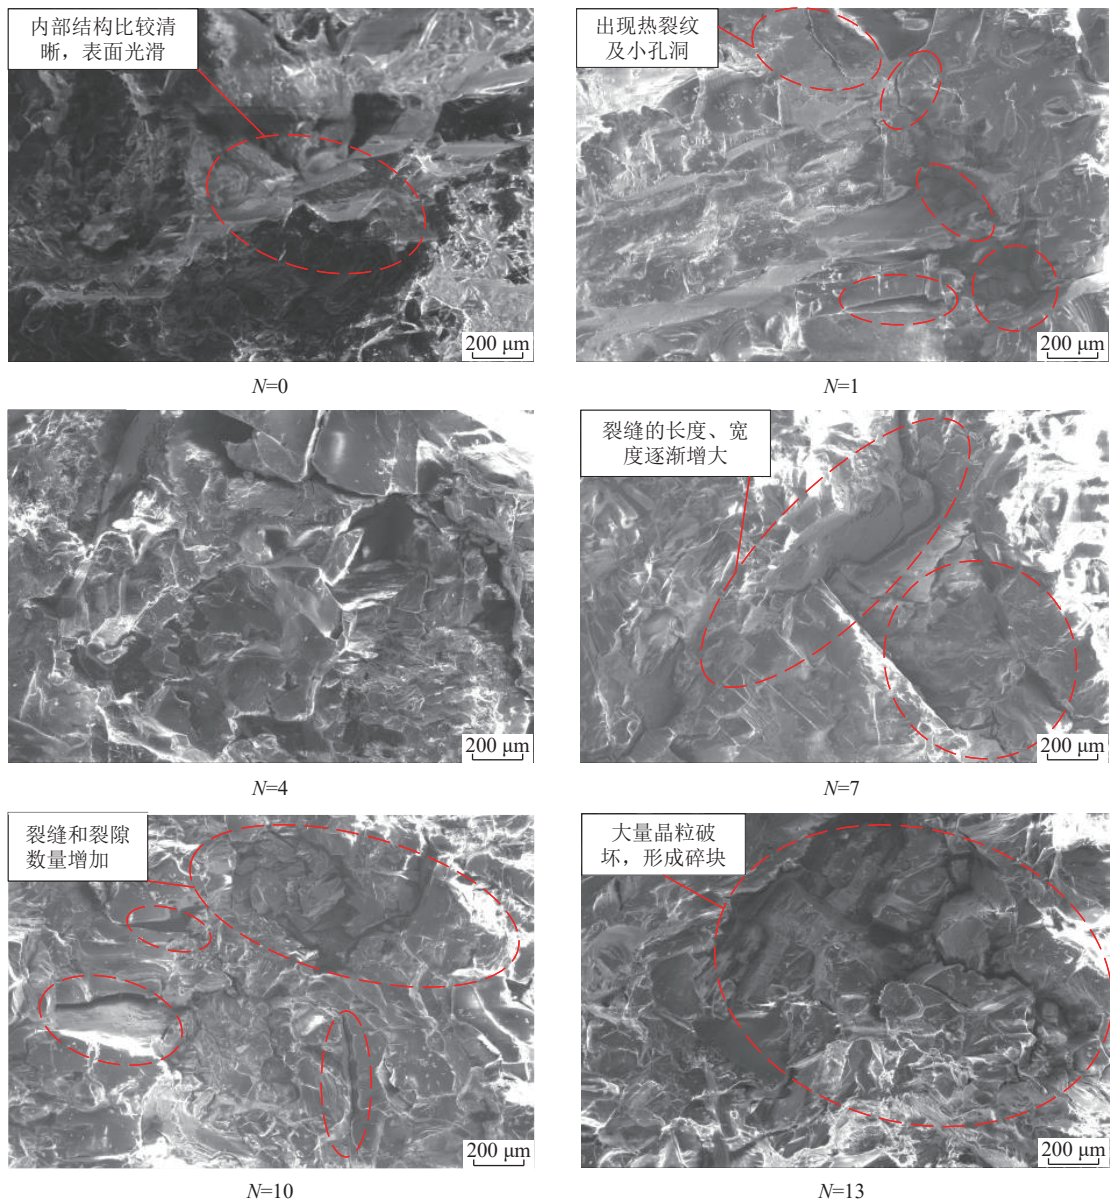 内部结构比较清
晰，表面光滑
200 μm
N=0
出现热裂纹
及小孔洞
200 μm
N=1
200 μm
N=4
裂缝的长度、宽
度逐渐增大
200 μm
N=7
裂缝和裂隙
数量增加
200 μm
N=10
大量晶粒破
坏，形成碎块
200 μm
N=13